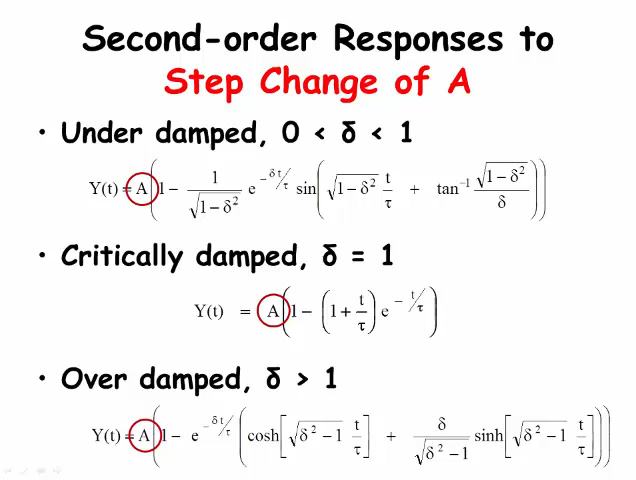 Second-order Responses to
Step Change of A
• Under damped, 0 < δ < 1
Y(t) = A(1 − 1/√(1−δ²) e^(−δt/τ) sin(√(1−δ²) t/τ + tan⁻¹ √(1−δ²)/δ))
• Critically damped, δ = 1
Y(t) = A(1 − (1 + t/τ) e^(−t/τ))
• Over damped, δ > 1
Y(t) = A(1 − e^(−δt/τ) (cosh[√(δ²−1) t/τ] + δ/√(δ²−1) sinh[√(δ²−1) t/τ]))